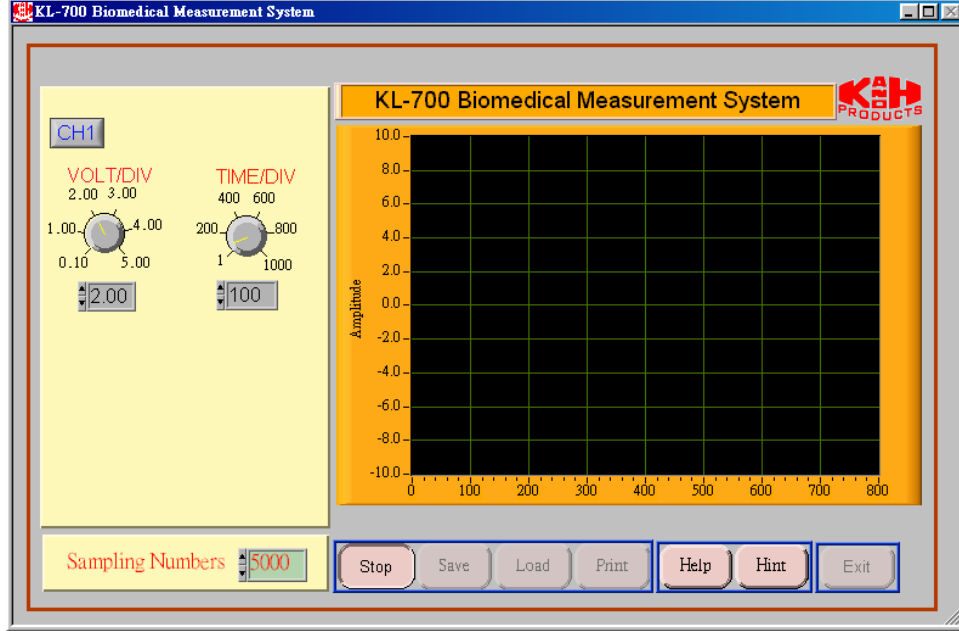 KL-700 Biomedical Measurement System
KL-700 Biomedical Measurement System
K&H
PRODUCTS
CH1
VOLT/DIV
2.00 3.00
1.00 4.00
0.10 5.00
2.00
TIME/DIV
400 600
200 800
1 1000
100
Amplitude
10.0
8.0
6.0
4.0
2.0
0.0
-2.0
-4.0
-6.0
-8.0
-10.0
0 100 200 300 400 500 600 700 800
Sampling Numbers 5000
Stop Save Load Print Help Hint Exit